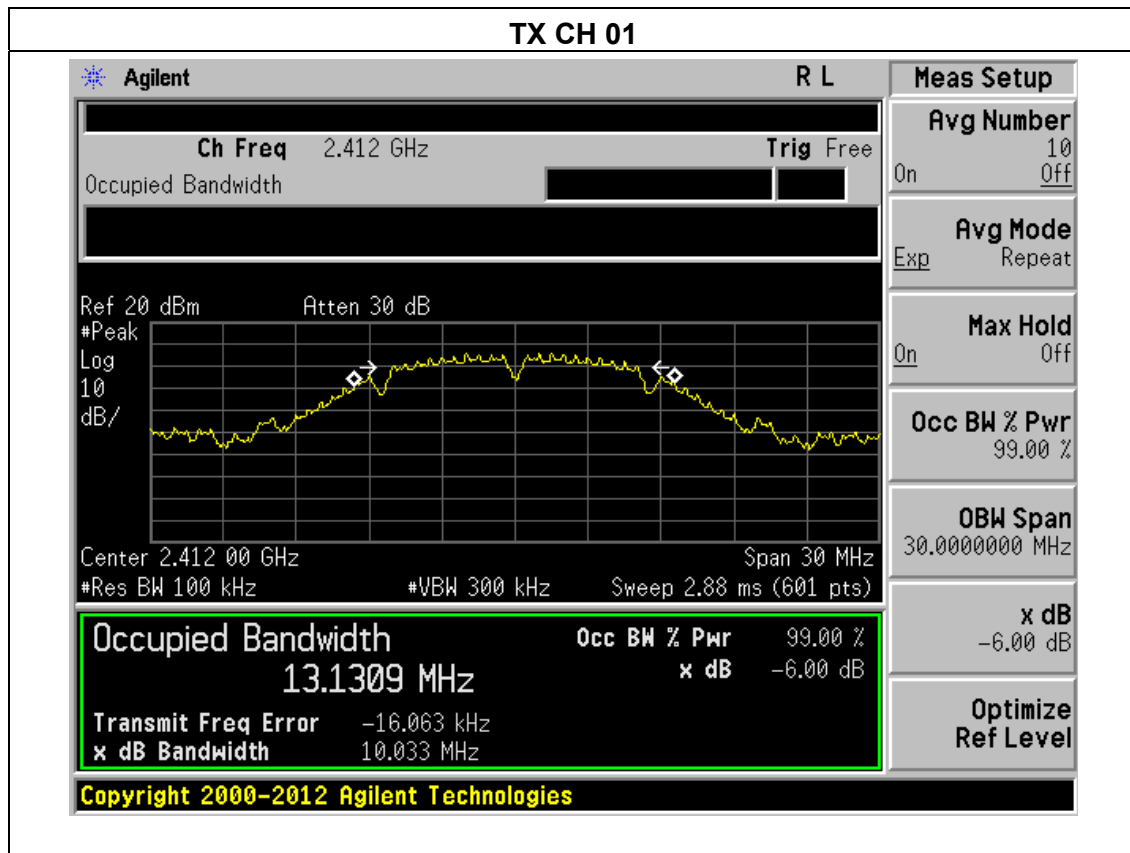 TX CH 01
Agilent R L
Ch Freq 2.412 GHz Trig Free
Occupied Bandwidth
Ref 20 dBm Atten 30 dB
#Peak
Log
10
dB/
Center 2.412 00 GHz Span 30 MHz
#Res BW 100 kHz #VBW 300 kHz Sweep 2.88 ms (601 pts)
Occupied Bandwidth Occ BW % Pwr 99.00 %
13.1309 MHz x dB -6.00 dB
Transmit Freq Error -16.063 kHz
x dB Bandwidth 10.033 MHz
Copyright 2000-2012 Agilent Technologies
Meas Setup
Avg Number
10
On Off
Avg Mode
Exp Repeat
Max Hold
On Off
Occ BW % Pwr
99.00 %
OBW Span
30.0000000 MHz
x dB
-6.00 dB
Optimize
Ref Level